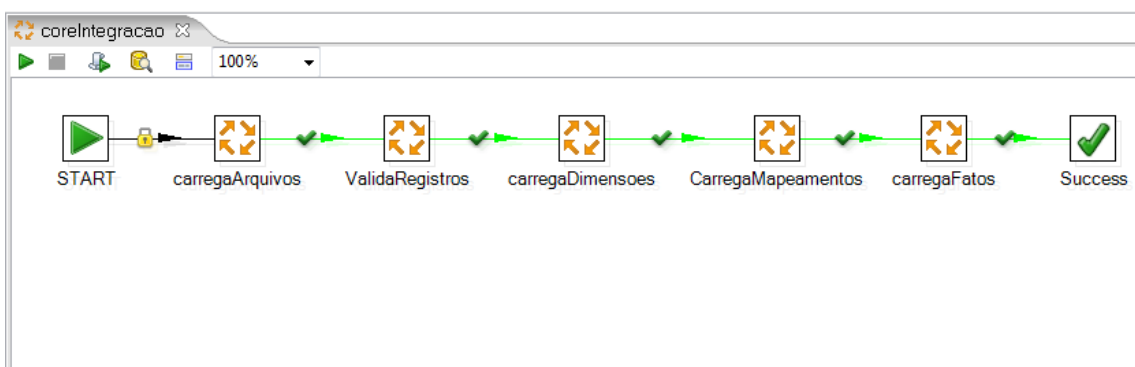 coreIntegracao
100%
START carregaArquivos ValidaRegistros carregaDimensoes CarregaMapeamentos carregaFatos Success